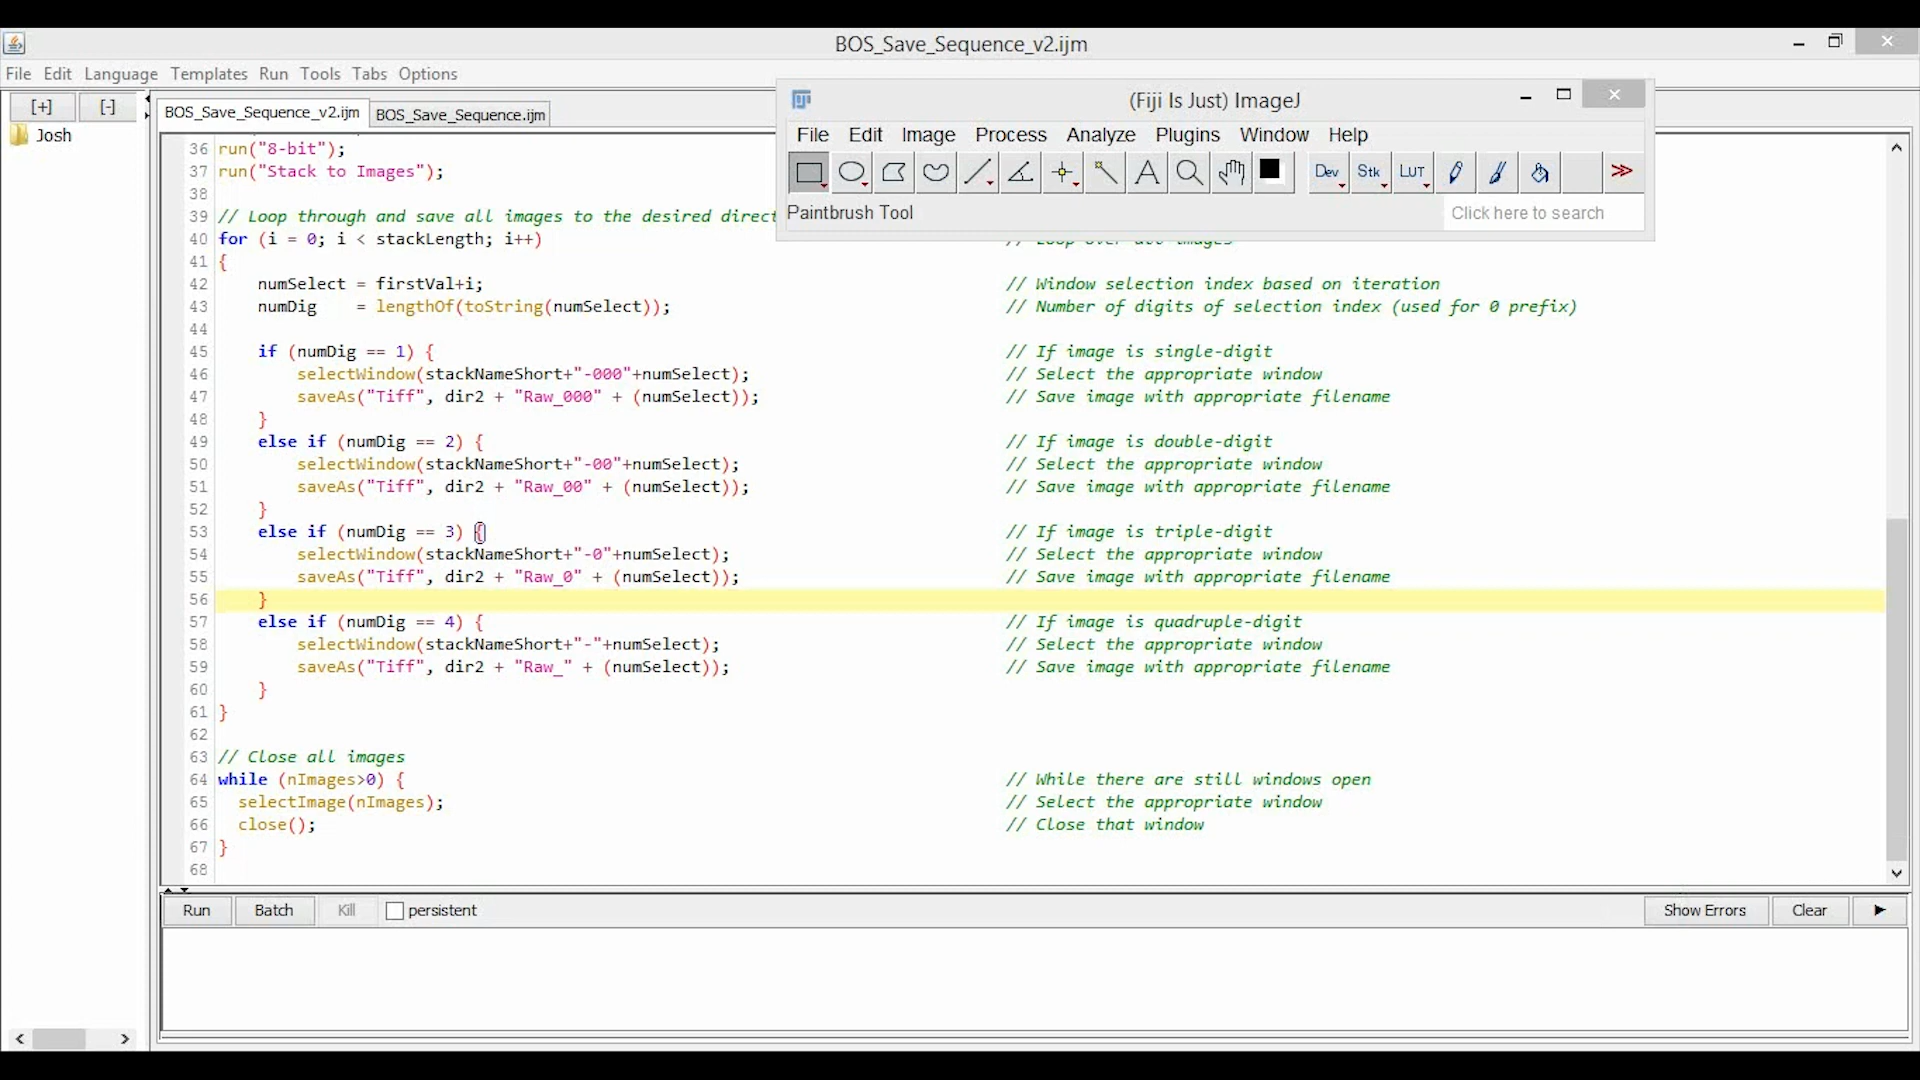 BOS_Save_Sequence_v2.ijm
File Edit Language Templates Run Tools Tabs Options
[+] [-]
Josh
BOS_Save_Sequence_v2.ijm BOS_Save_Sequence.ijm
(Fiji Is Just) ImageJ
File Edit Image Process Analyze Plugins Window Help
A Dev Stk LUT >>
Paintbrush Tool Click here to search
36 run("8-bit");
37 run("Stack to Images");
38
39 // Loop through and save all images to the desired direct
40 for (i = 0; i < stackLength; i++) // Loop over all images
41 {
42 numSelect = firstVal+i; // Window selection index based on iteration
43 numDig = lengthOf(toString(numSelect)); // Number of digits of selection index (used for 0 prefix)
44
45 if (numDig == 1) { // If image is single-digit
46 selectWindow(stackNameShort+"-000"+numSelect); // Select the appropriate window
47 saveAs("Tiff", dir2 + "Raw_000" + (numSelect)); // Save image with appropriate filename
48 }
49 else if (numDig == 2) { // If image is double-digit
50 selectWindow(stackNameShort+"-00"+numSelect); // Select the appropriate window
51 saveAs("Tiff", dir2 + "Raw_00" + (numSelect)); // Save image with appropriate filename
52 }
53 else if (numDig == 3) { // If image is triple-digit
54 selectWindow(stackNameShort+"-0"+numSelect); // Select the appropriate window
55 saveAs("Tiff", dir2 + "Raw_0" + (numSelect)); // Save image with appropriate filename
56 }
57 else if (numDig == 4) { // If image is quadruple-digit
58 selectWindow(stackNameShort+"-"+numSelect); // Select the appropriate window
59 saveAs("Tiff", dir2 + "Raw_" + (numSelect)); // Save image with appropriate filename
60 }
61 }
62
63 // Close all images
64 while (nImages>0) { // While there are still windows open
65 selectImage(nImages); // Select the appropriate window
66 close(); // Close that window
67 }
68
Run Batch Kill persistent Show Errors Clear